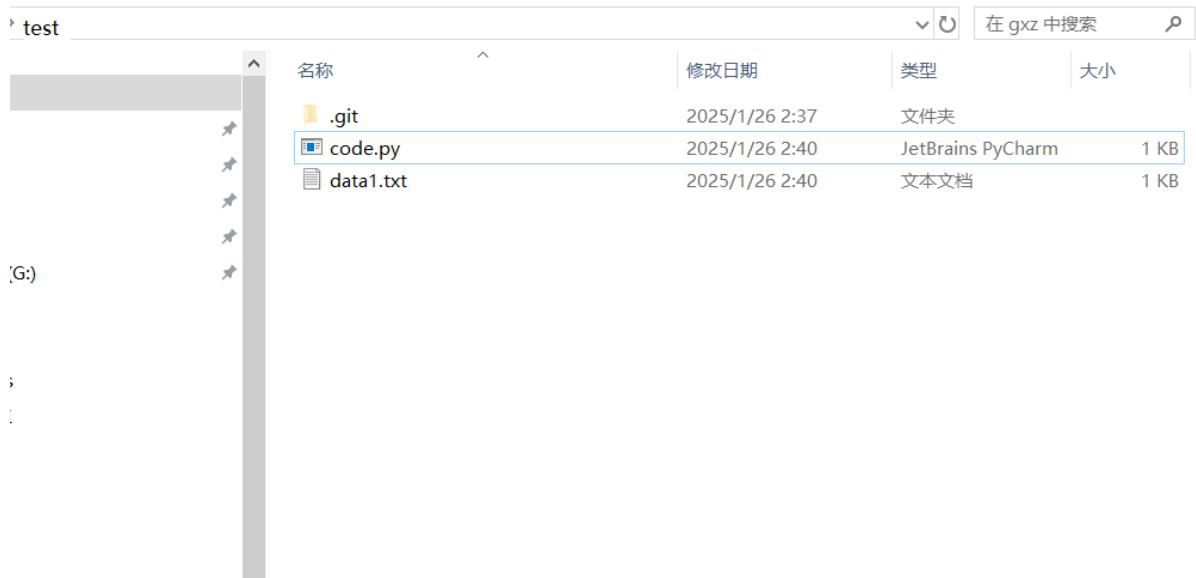 test
在 gxz 中搜索
名称 修改日期 类型 大小
.git 2025/1/26 2:37 文件夹
code.py 2025/1/26 2:40 JetBrains PyCharm 1 KB
data1.txt 2025/1/26 2:40 文本文档 1 KB
(G:)
s